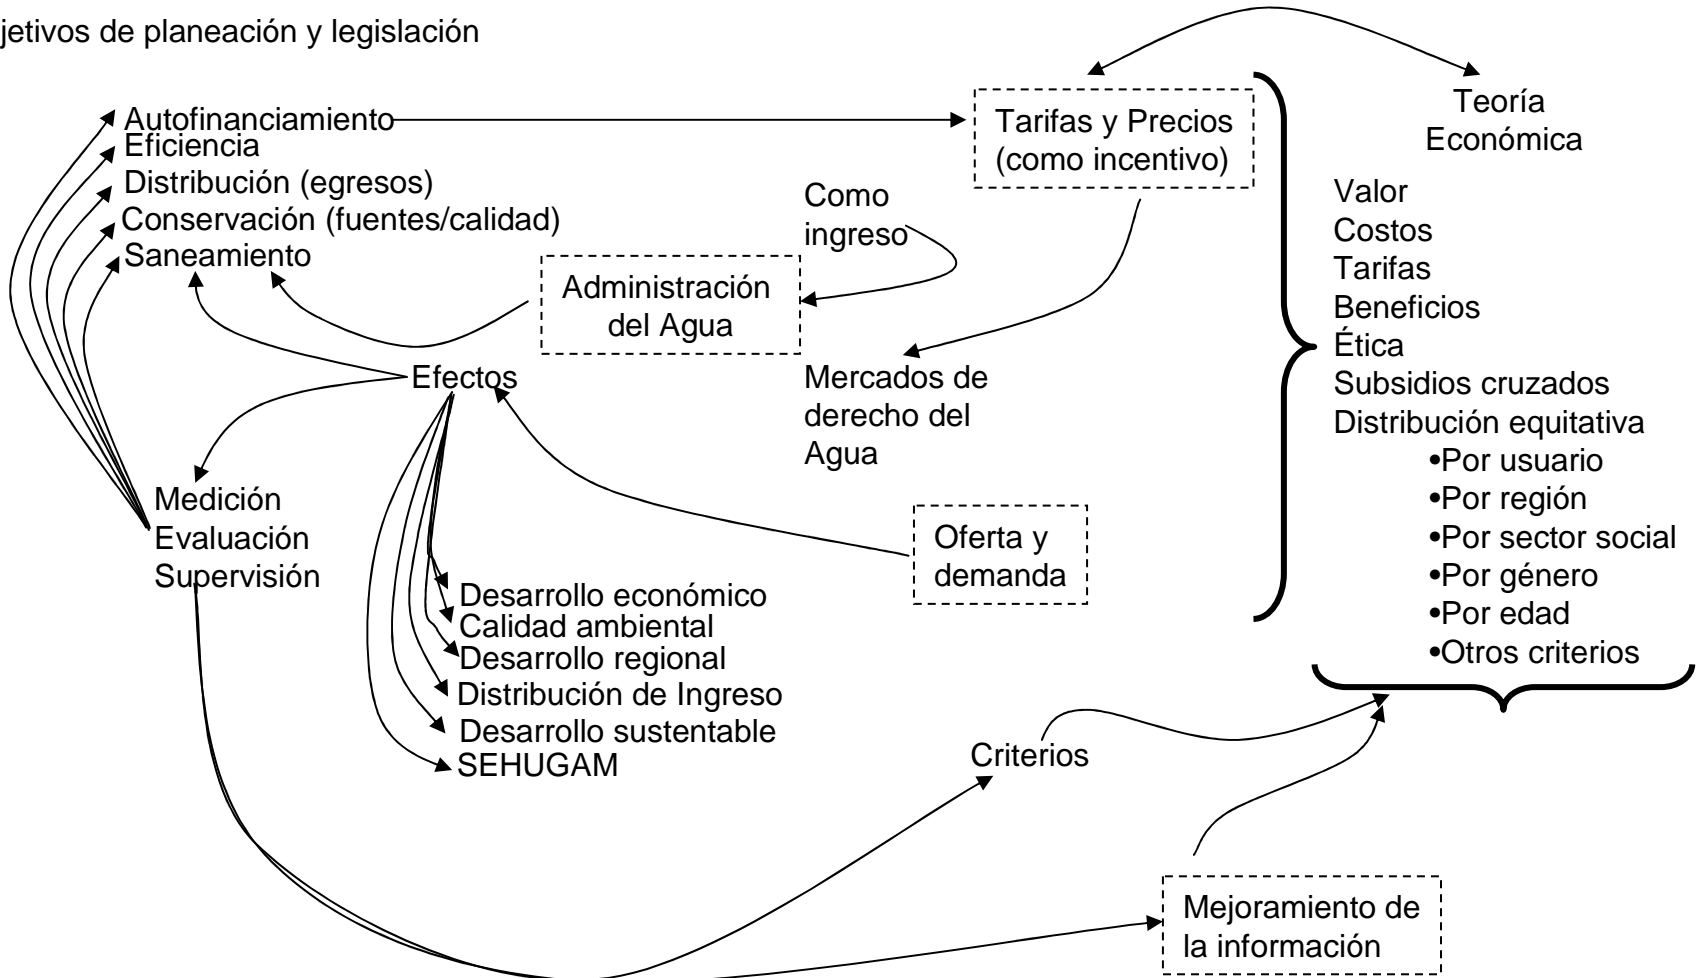 jetivos de planeación y legislación
Autofinanciamiento
Eficiencia
Distribución (egresos)
Conservación (fuentes/calidad)
Saneamiento
Administración
del Agua
Como
ingreso
Tarifas y Precios
(como incentivo)
Teoría
Económica
Valor
Costos
Tarifas
Beneficios
Ética
Subsidios cruzados
Distribución equitativa
•Por usuario
•Por región
•Por sector social
•Por género
•Por edad
•Otros criterios
Efectos
Mercados de
derecho del
Agua
Medición
Evaluación
Supervisión
Oferta y
demanda
Desarrollo económico
Calidad ambiental
Desarrollo regional
Distribución de Ingreso
Desarrollo sustentable
SEHUGAM
Criterios
Mejoramiento de
la información